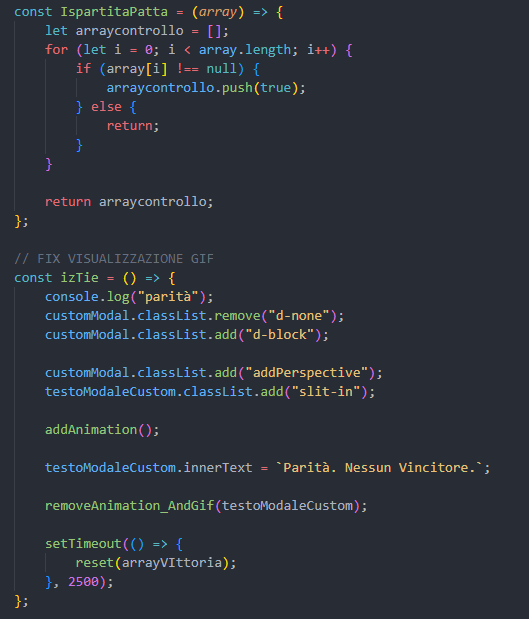 const IspartitaPatta = (array) => {
    let arraycontrollo = [];
    for (let i = 0; i < array.length; i++) {
        if (array[i] !== null) {
            arraycontrollo.push(true);
        } else {
            return;
        }
    }

    return arraycontrollo;
};

// FIX VISUALIZZAZIONE GIF
const izTie = () => {
    console.log("parità");
    customModal.classList.remove("d-none");
    customModal.classList.add("d-block");

    customModal.classList.add("addPerspective");
    testoModaleCustom.classList.add("slit-in");

    addAnimation();

    testoModaleCustom.innerText = `Parità. Nessun Vincitore.`;

    removeAnimation_AndGif(testoModaleCustom);

    setTimeout(() => {
        reset(arrayVIttoria);
    }, 2500);
};